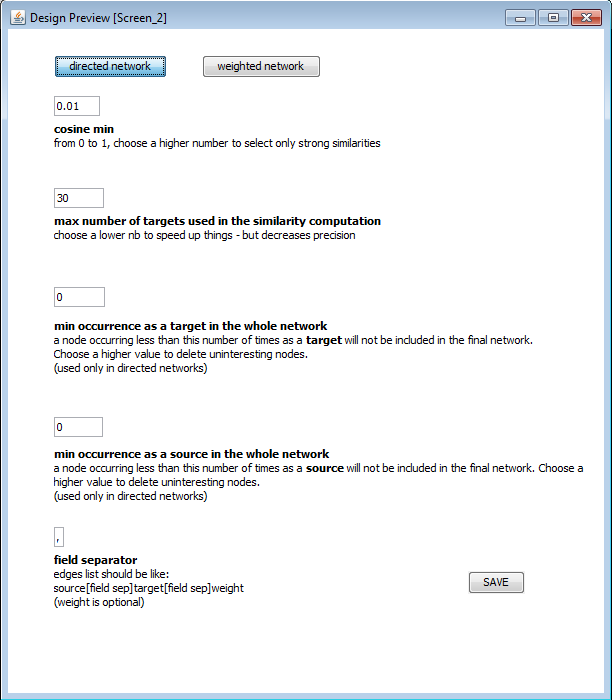 Design Preview [Screen_2]
directed network
weighted network
0.01
cosine min
from 0 to 1, choose a higher number to select only strong similarities
30
max number of targets used in the similarity computation
choose a lower nb to speed up things - but decreases precision
0
min occurrence as a target in the whole network
a node occurring less than this number of times as a target will not be included in the final network.
Choose a higher value to delete uninteresting nodes.
(used only in directed networks)
0
min occurrence as a source in the whole network
a node occurring less than this number of times as a source will not be included in the final network. Choose a
higher value to delete uninteresting nodes.
(used only in directed networks)
,
field separator
edges list should be like:
source[field sep]target[field sep]weight
(weight is optional)
SAVE